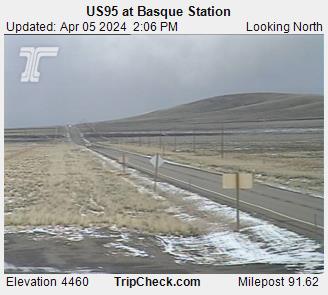 US95 at Basque Station
Updated: Apr 05 2024 2:06 PM Looking North
Elevation 4460 TripCheck.com Milepost 91.62